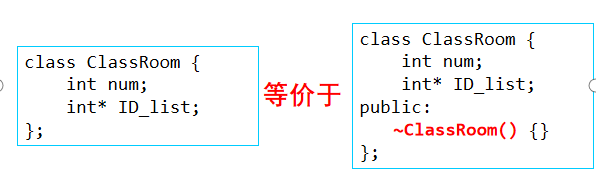 class ClassRoom {
    int num;
    int* ID_list;
};
等价于
class ClassRoom {
    int num;
    int* ID_list;
public:
    ~ClassRoom() {}
};